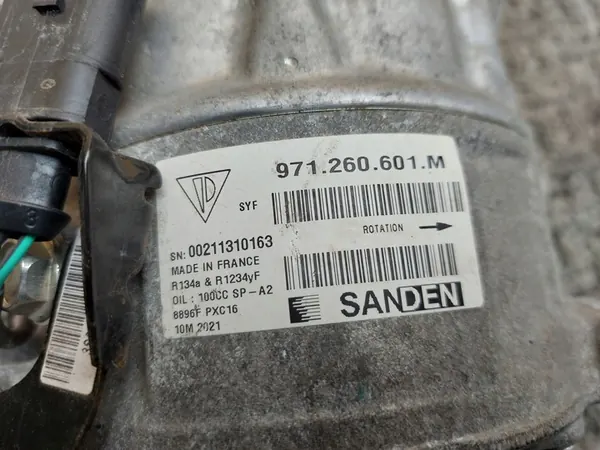 971.260.601.M
SYF
ROTATION
SN: 00211310163
MADE IN FRANCE
R134a & R1234yF
OIL : 100CC SP-A2
8896F PXC16
10M 2021
SANDEN